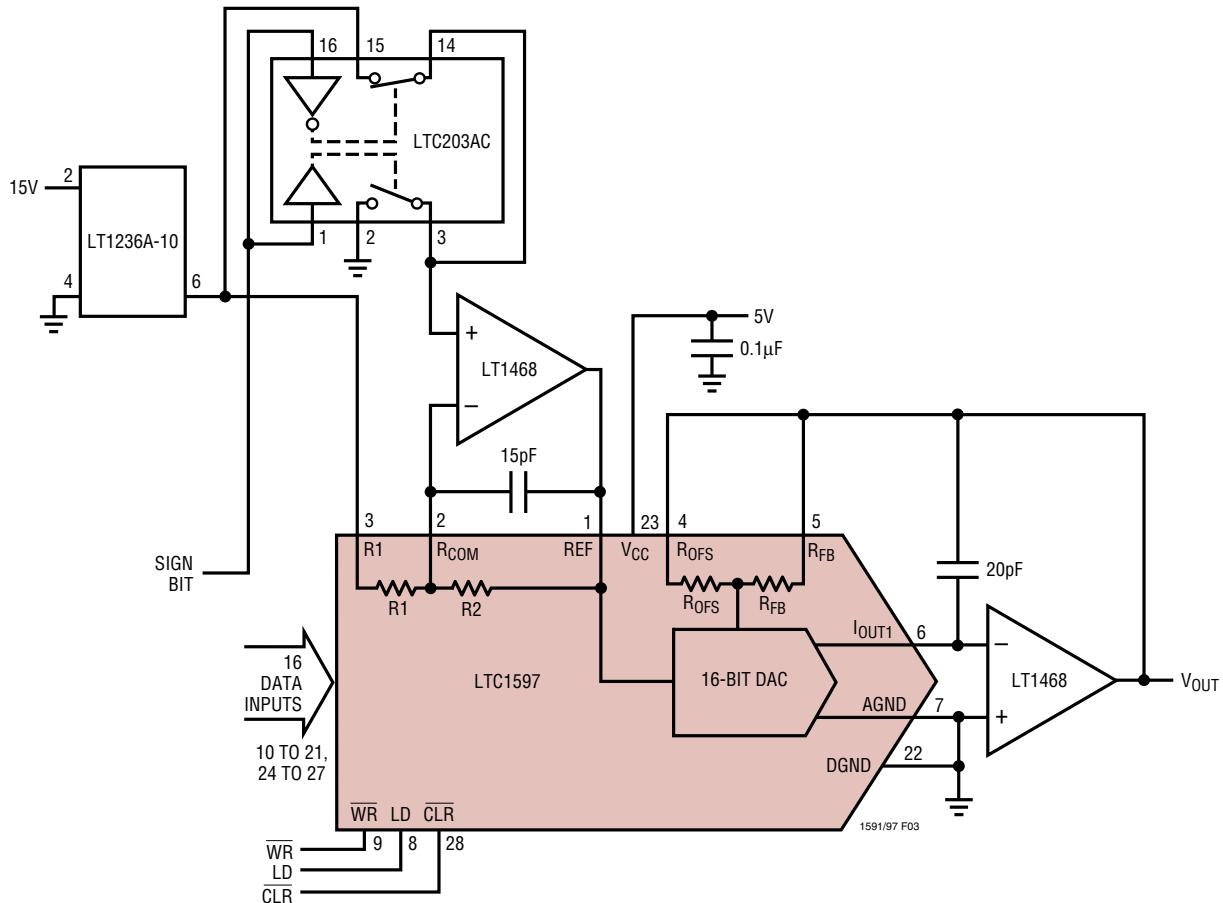 16 15 14
LTC203AC
1 2 3
15V
2
LT1236A-10
4
6
+
LT1468
–
5V
0.1µF
15pF
3 2 1 23 4 5
R1 RCOM REF VCC ROFS RFB
R1 R2 ROFS RFB
SIGN
BIT
20pF
16
DATA
INPUTS
10 TO 21,
24 TO 27
LTC1597
16-BIT DAC
IOUT1 6
AGND 7
DGND 22
–
LT1468
+
VOUT
WR LD CLR
1591/97 F03
9 8 28
WR
LD
CLR